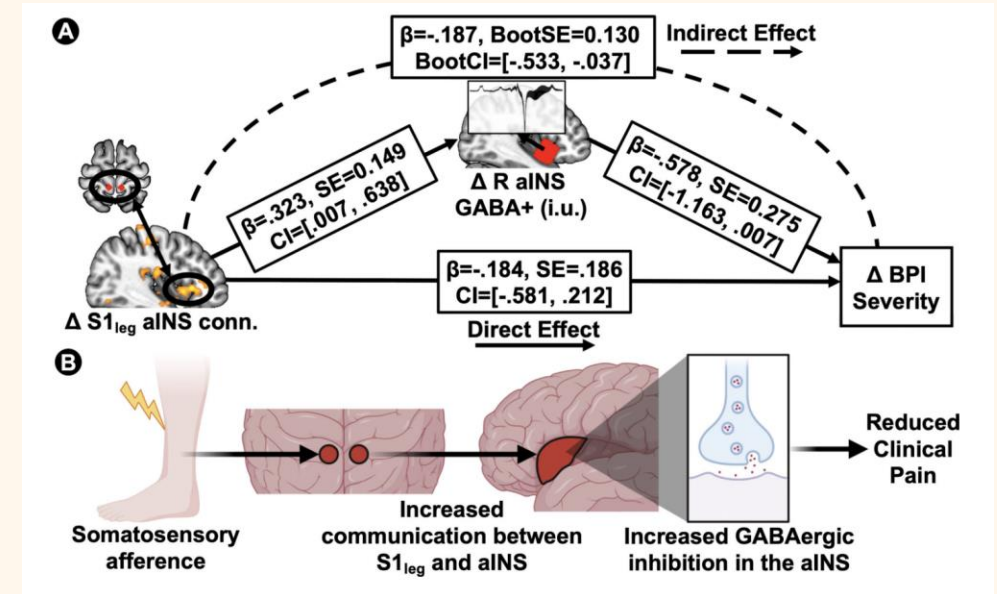 A
β=-.187, BootSE=0.130
BootCI=[-.533, -.037]
Indirect Effect
β=.323, SE=0.149
CI=[.007, .638]
Δ R aINS
GABA+ (i.u.)
β=-.578, SE=0.275
CI=[-1.163, .007]
β=-.184, SE=.186
CI=[-.581, .212]
Direct Effect
Δ BPI
Severity
Δ S1leg aINS conn.
B
Somatosensory
afference
Increased
communication between
S1leg and aINS
Increased GABAergic
inhibition in the aINS
Reduced
Clinical
Pain